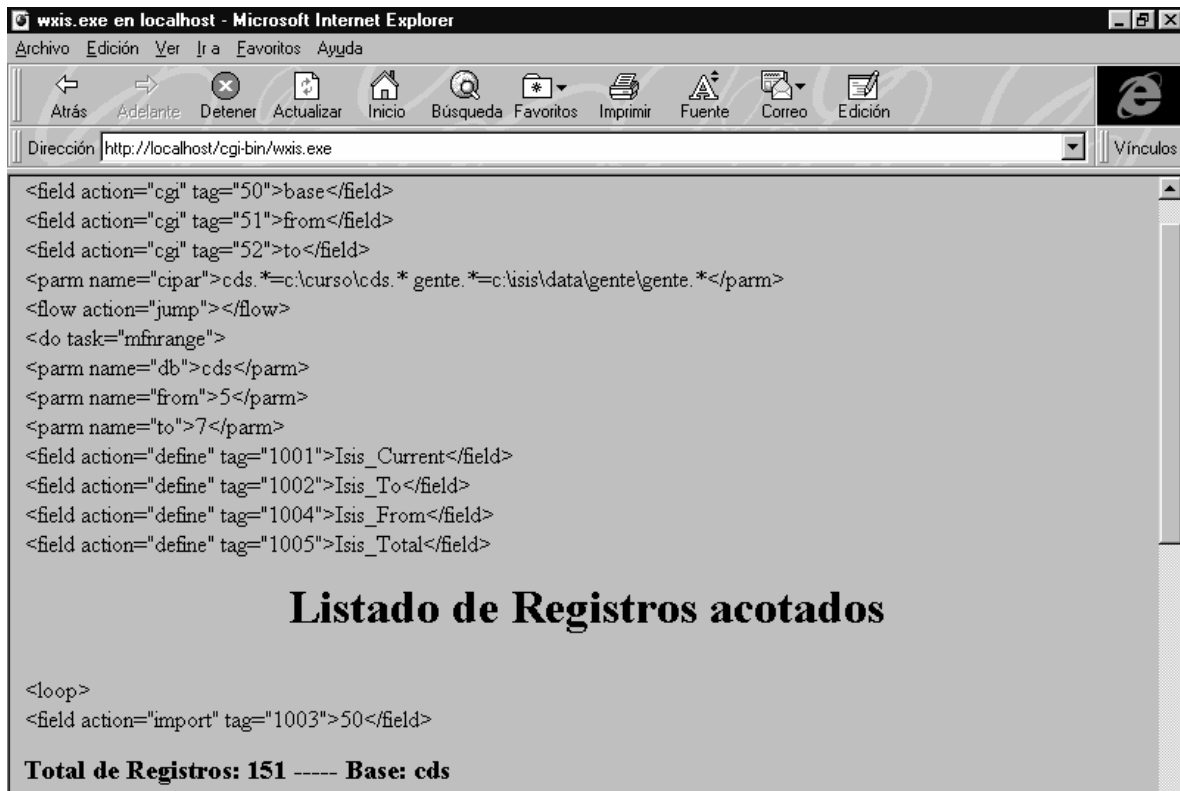 wxis.exe en localhost - Microsoft Internet Explorer
Archivo Edición Ver Ir a Favoritos Ayuda
Atrás Adelante Detener Actualizar Inicio Búsqueda Favoritos Imprimir Fuente Correo Edición
Dirección http://localhost/cgi-bin/wxis.exe Vínculos
<field action="cgi" tag="50">base</field>
<field action="cgi" tag="51">from</field>
<field action="cgi" tag="52">to</field>
<parm name="cipar">cds.*=c:\curso\cds.* gente.*=c:\isis\data\gente\gente.*</parm>
<flow action="jump"></flow>
<do task="mfnrange">
<parm name="db">cds</parm>
<parm name="from">5</parm>
<parm name="to">7</parm>
<field action="define" tag="1001">Isis_Current</field>
<field action="define" tag="1002">Isis_To</field>
<field action="define" tag="1004">Isis_From</field>
<field action="define" tag="1005">Isis_Total</field>
Listado de Registros acotados
<loop>
<field action="import" tag="1003">50</field>
Total de Registros: 151 ----- Base: cds